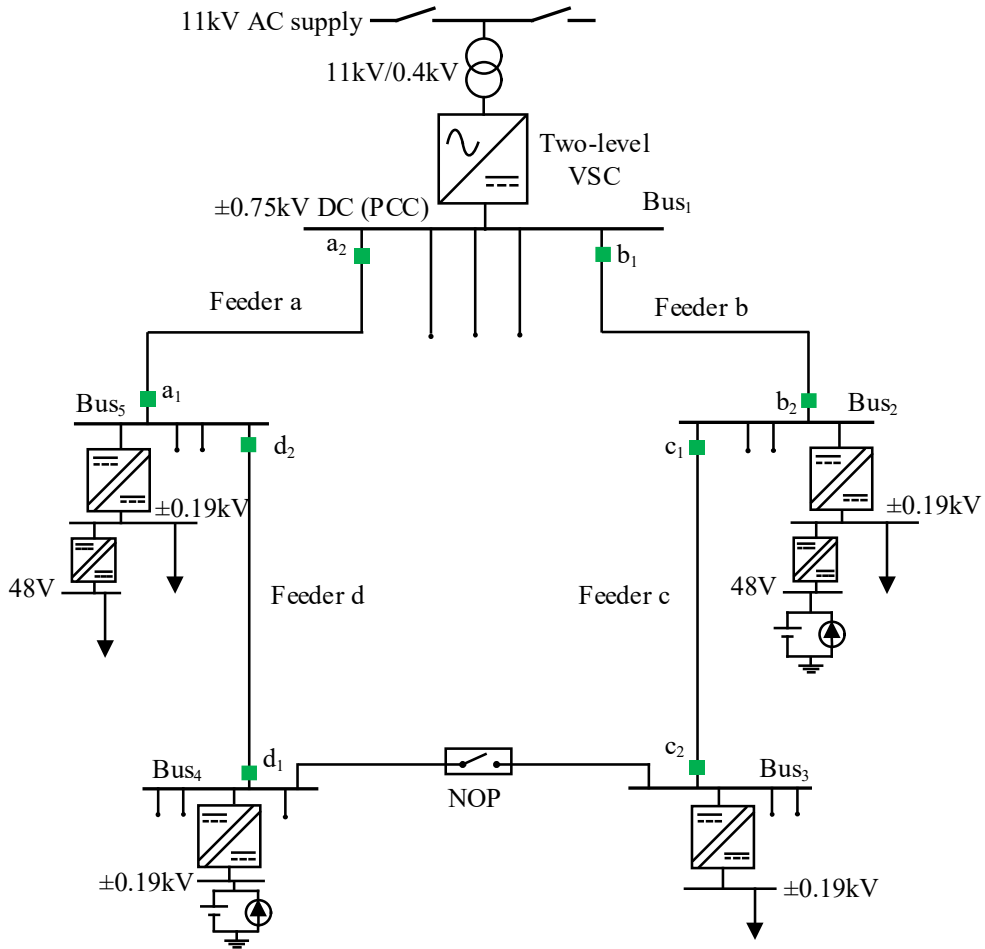 11kV AC supply
11kV/0.4kV
Two-level
VSC
±0.75kV DC (PCC)
Bus₁
a₂
b₁
Feeder a
Feeder b
a₁
b₂
Bus₅
Bus₂
d₂
c₁
±0.19kV
±0.19kV
48V
48V
Feeder d
Feeder c
d₁
c₂
Bus₄
Bus₃
NOP
±0.19kV
±0.19kV